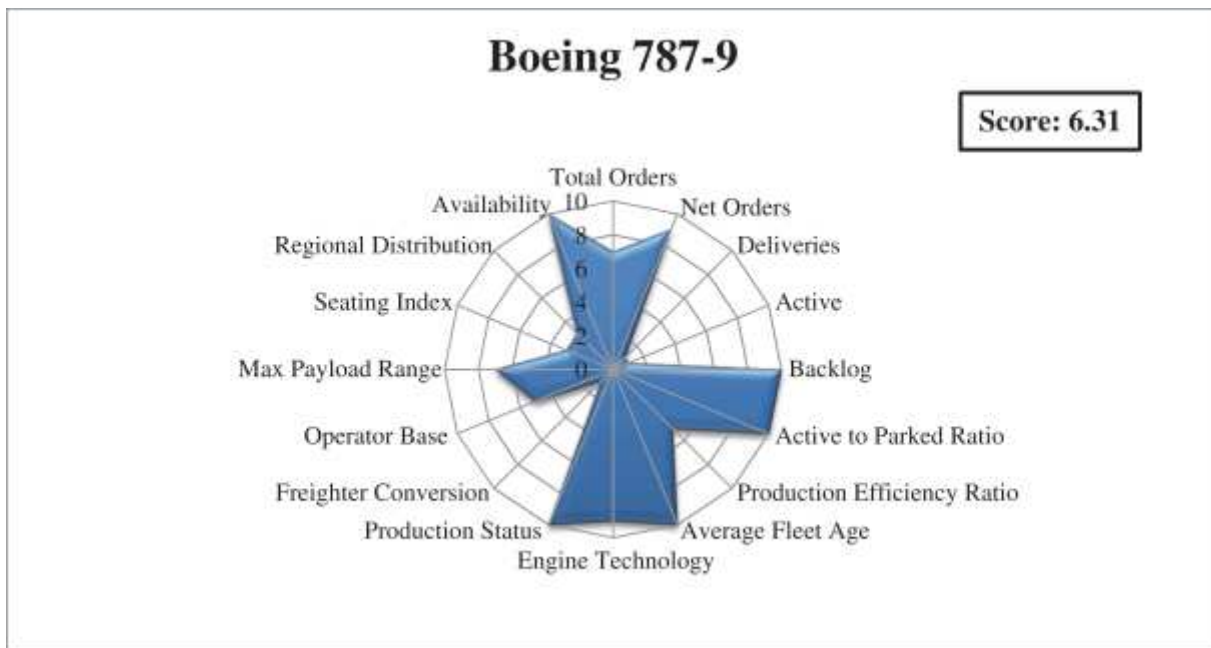 Boeing 787-9
Score: 6.31
Total Orders
Availability 10 Net Orders
8
Regional Distribution Deliveries
6
Seating Index 4 Active
2
Max Payload Range 0 Backlog
Operator Base Active to Parked Ratio
Freighter Conversion Production Efficiency Ratio
Production Status Average Fleet Age
Engine Technology